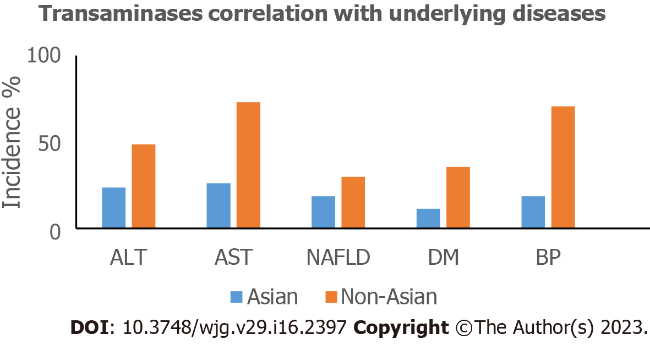 Transaminases correlation with underlying diseases
100
50
0
Incidence %
ALT AST NAFLD DM BP
Asian Non-Asian
DOI: 10.3748/wjg.v29.i16.2397 Copyright ©The Author(s) 2023.